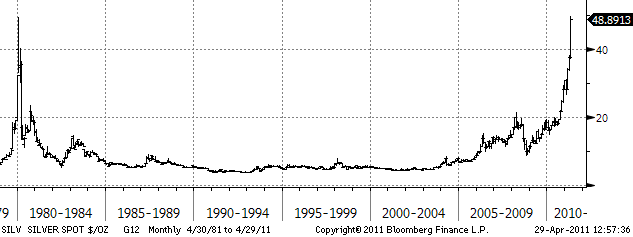 48.8913
40
20
0
79 1980-1984 1985-1989 1990-1994 1995-1999 2000-2004 2005-2009 2010-
SILV SILVER SPOT $/OZ G12 Monthly 4/30/81 to 4/29/11 Copyright© 2011 Bloomberg Finance L.P. 29-Apr-2011 12:57:36